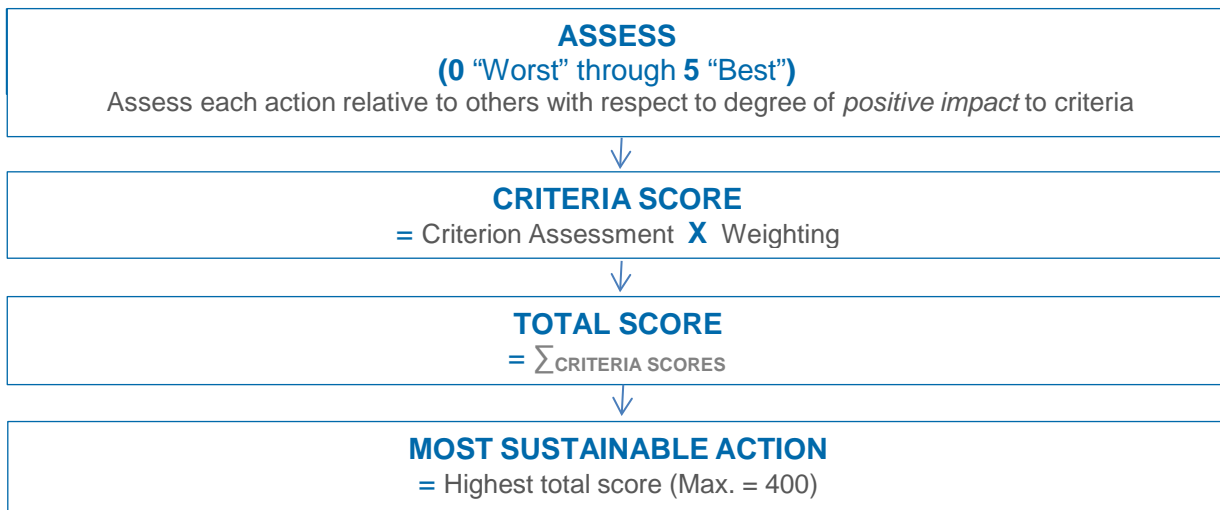 ASSESS
(0 “Worst” through 5 “Best”)
Assess each action relative to others with respect to degree of positive impact to criteria
CRITERIA SCORE
= Criterion Assessment X Weighting
TOTAL SCORE
= ∑CRITERIA SCORES
MOST SUSTAINABLE ACTION
= Highest total score (Max. = 400)